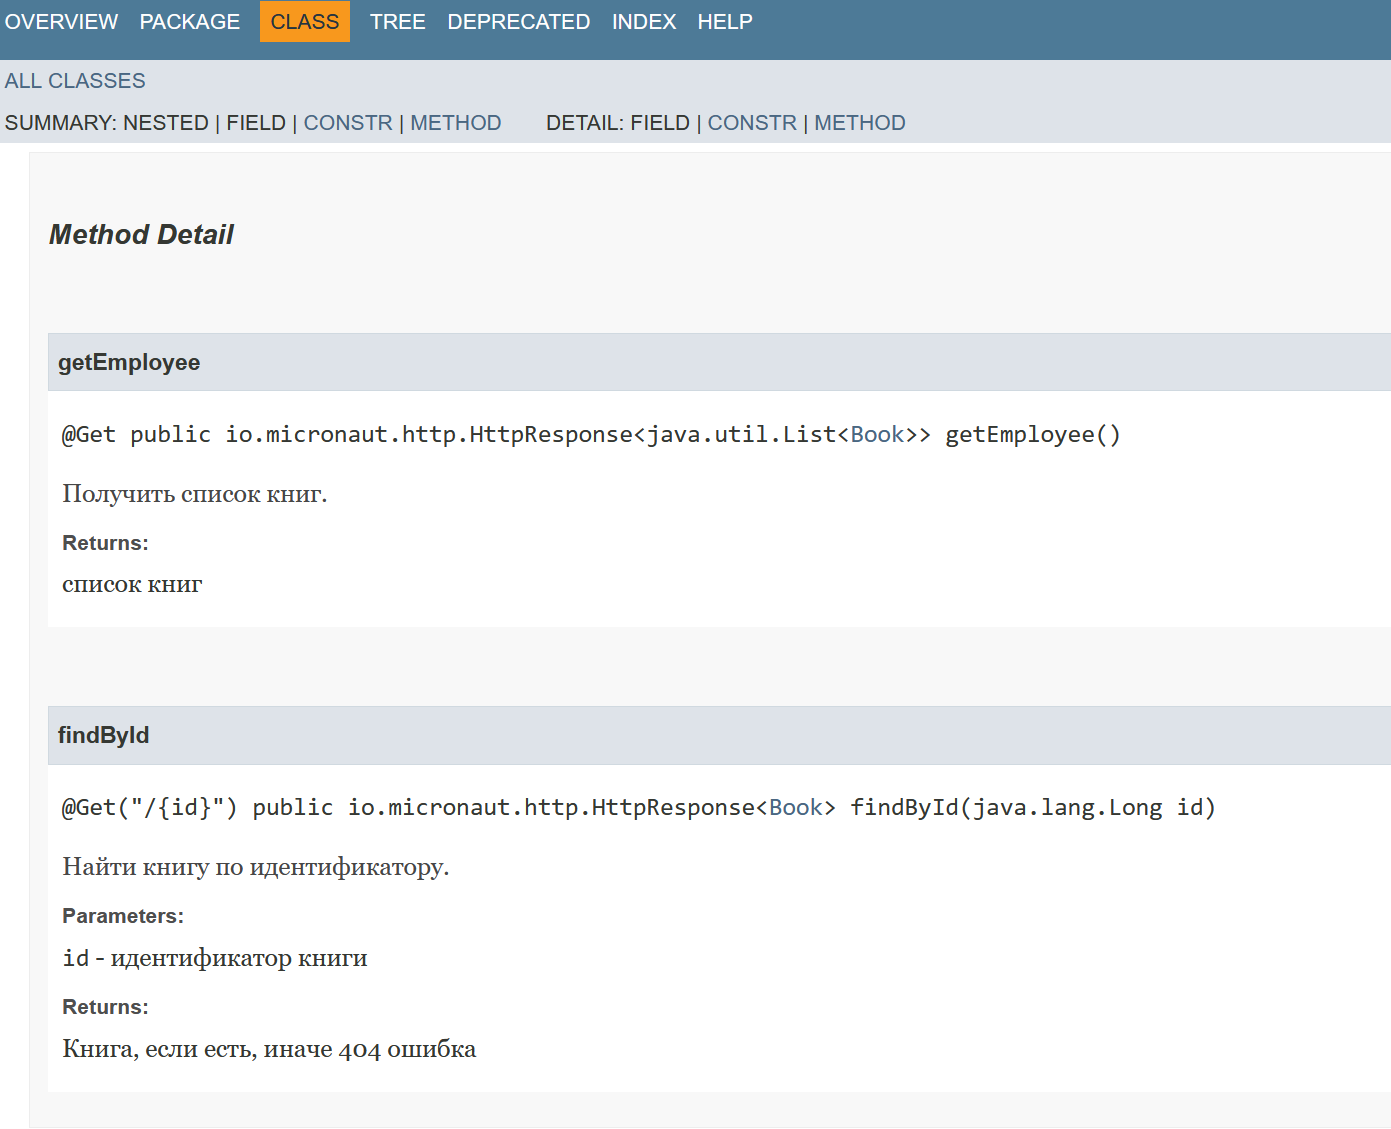 OVERVIEW PACKAGE CLASS TREE DEPRECATED INDEX HELP
ALL CLASSES
SUMMARY: NESTED | FIELD | CONSTR | METHOD DETAIL: FIELD | CONSTR | METHOD
Method Detail
getEmployee
@Get public io.micronaut.http.HttpResponse<java.util.List<Book>> getEmployee()
Получить список книг.
Returns:
список книг
findById
@Get("/{id}") public io.micronaut.http.HttpResponse<Book> findById(java.lang.Long id)
Найти книгу по идентификатору.
Parameters:
id - идентификатор книги
Returns:
Книга, если есть, иначе 404 ошибка